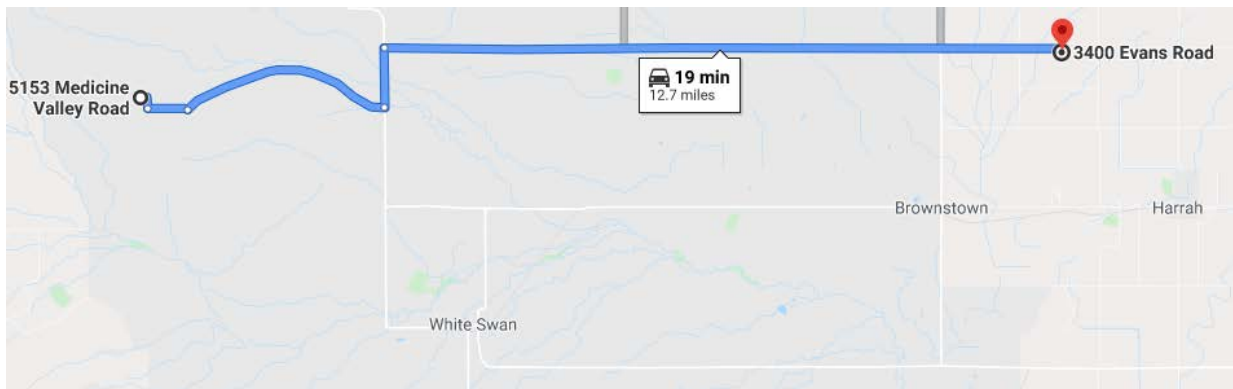 5153 Medicine
Valley Road
3400 Evans Road
19 min
12.7 miles
Brownstown
Harrah
White Swan